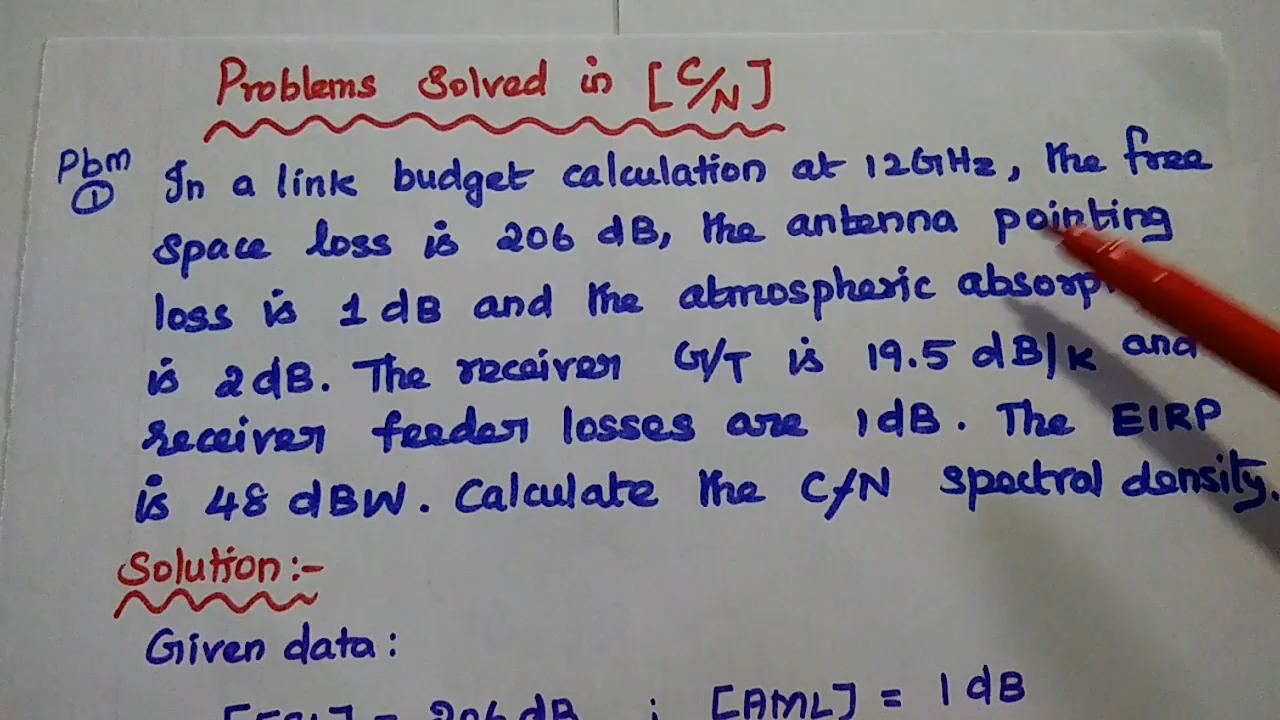 Problems Solved in [C/N]
Pbm ① In a link budget calculation at 12GHz, the free
space loss is 206 dB, the antenna pointing
loss is 1 dB and the atmospheric
is 2dB. The receiver G/T is 19.5 dB/K and
receiver feeder losses are 1dB. The EIRP
is 48 dBW. Calculate the C/N spectral density.
Solution:-
Given data:
[FSL] = 206 dB ; [AML] = 1 dB